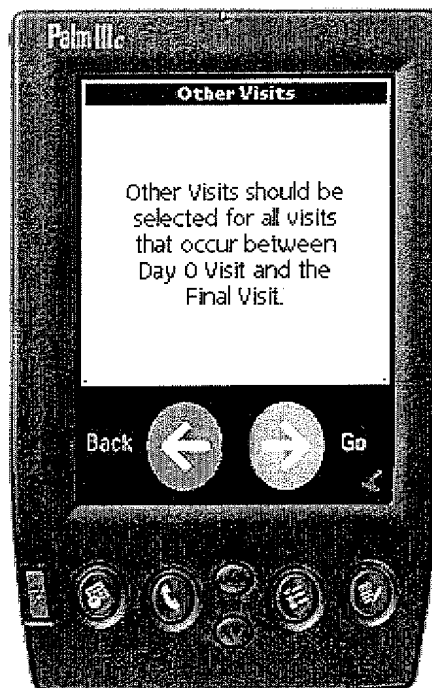 Palm IIIc
Other Visits
Other Visits should be
selected for all visits
that occur between
Day 0 Visit and the
Final Visit.
Back
Go